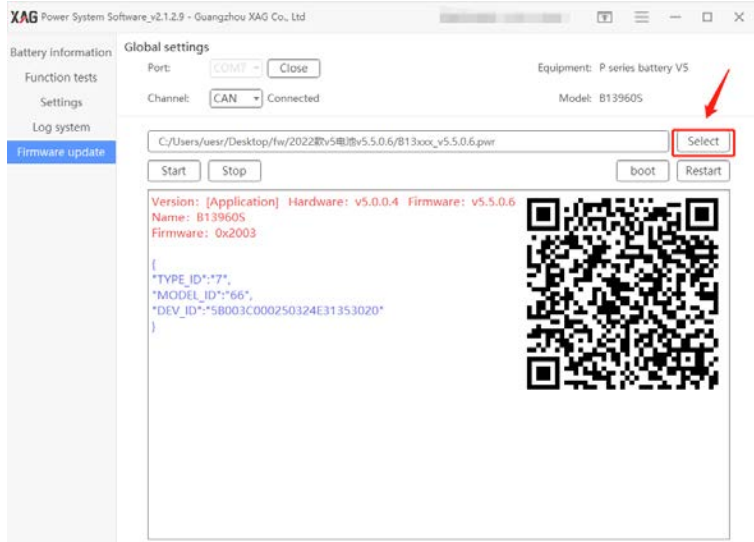 XAG Power System Software_v2.1.2.9 - Guangzhou XAG Co., Ltd
Battery information
Function tests
Settings
Log system
Firmware update
Global settings
Port: COM7 Close
Equipment: P series battery V5
Channel: CAN Connected
Model: B13960S
C:/Users/uesr/Desktop/fw/2022款v5电池v5.5.0.6/B13xxx_v5.5.0.6.pwr
Select
Start Stop
boot Restart
Version: [Application] Hardware: v5.0.0.4 Firmware: v5.5.0.6
Name: B13960S
Firmware: 0x2003
{
"TYPE_ID":"7",
"MODEL_ID":"66",
"DEV_ID":"5B003C000250324E31353020"
}